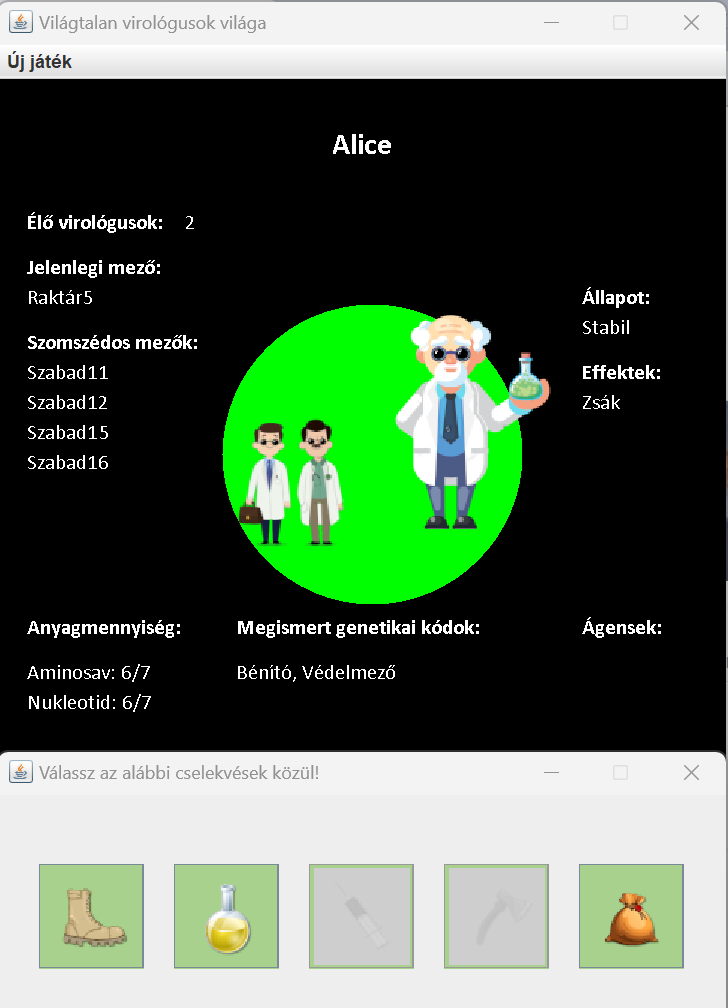 Világtalan virológusok világa
Új játék
Alice
Élő virológusok: 2
Jelenlegi mező:
Raktár5
Szomszédos mezők:
Szabad11
Szabad12
Szabad15
Szabad16
Állapot:
Stabil
Effektek:
Zsák
Anyagmennyiség:
Aminosav: 6/7
Nukleotid: 6/7
Megismert genetikai kódok:
Bénító, Védelmező
Ágensek:
Válassz az alábbi cselekvések közül!